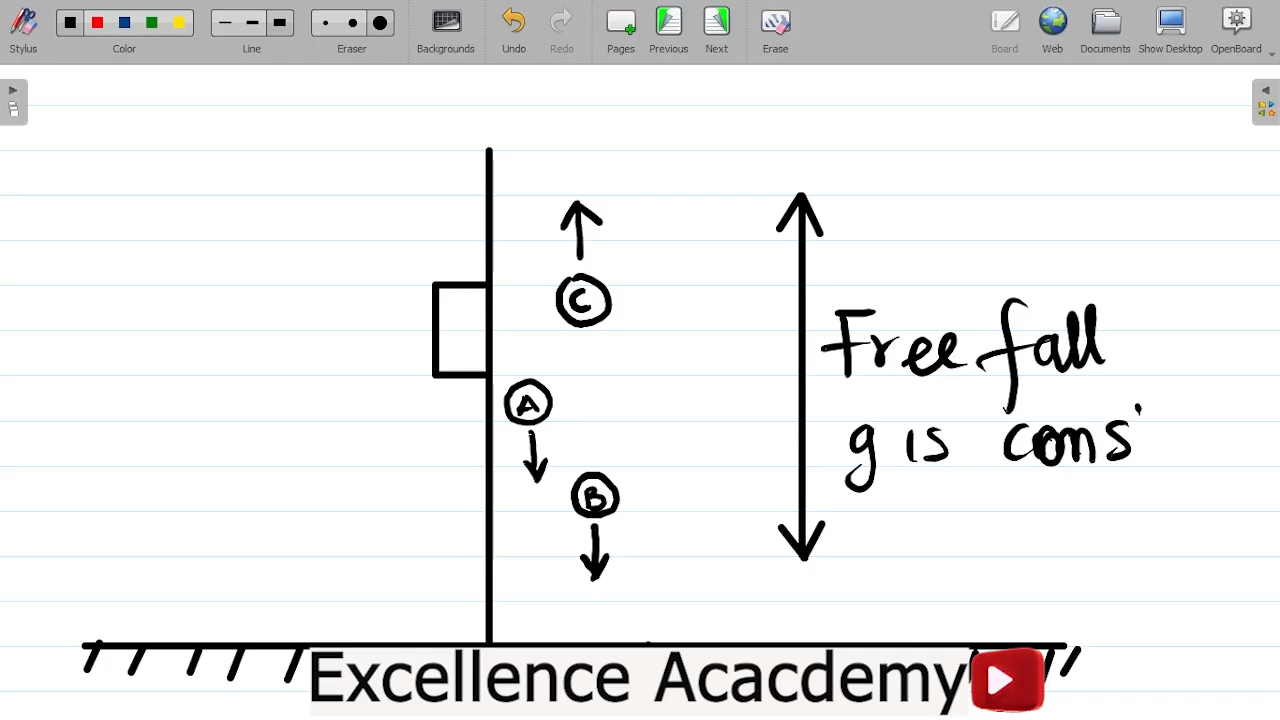 Stylus
Color
Line
Eraser
Backgrounds
Undo
Redo
Pages
Previous
Next
Erase
Board
Web
Documents
Show Desktop
OpenBoard
C
A
B
Free fall
g is cons
Excellence Acacdemy